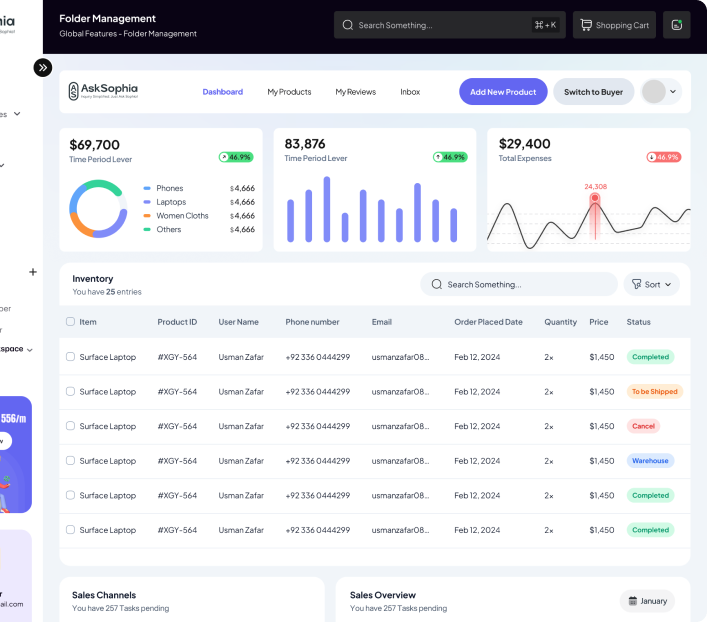 Folder Management
Global Features - Folder Management
Search Something...
⌘+K
Shopping Cart
AskSophia
Dashboard
My Products
My Reviews
Inbox
Add New Product
Switch to Buyer
$69,700
Time Period Lever
46.9%
Phones $4,666
Laptops $4,666
Women Cloths $4,666
Others $4,666
83,876
Time Period Lever
46.9%
$29,400
Total Expenses
46.9%
24,308
Inventory
You have 25 entries
Search Something...
Sort
Item Product ID User Name Phone number Email Order Placed Date Quantity Price Status
Surface Laptop #XGY-564 Usman Zafar +92 336 0444299 usmanzafar08... Feb 12, 2024 2x $1,450 Completed
Surface Laptop #XGY-564 Usman Zafar +92 336 0444299 usmanzafar08... Feb 12, 2024 2x $1,450 To be Shipped
Surface Laptop #XGY-564 Usman Zafar +92 336 0444299 usmanzafar08... Feb 12, 2024 2x $1,450 Cancel
Surface Laptop #XGY-564 Usman Zafar +92 336 0444299 usmanzafar08... Feb 12, 2024 2x $1,450 Warehouse
Surface Laptop #XGY-564 Usman Zafar +92 336 0444299 usmanzafar08... Feb 12, 2024 2x $1,450 Completed
Surface Laptop #XGY-564 Usman Zafar +92 336 0444299 usmanzafar08... Feb 12, 2024 2x $1,450 Completed
Sales Channels
You have 257 Tasks pending
Sales Overview
You have 257 Tasks pending
January
556/m